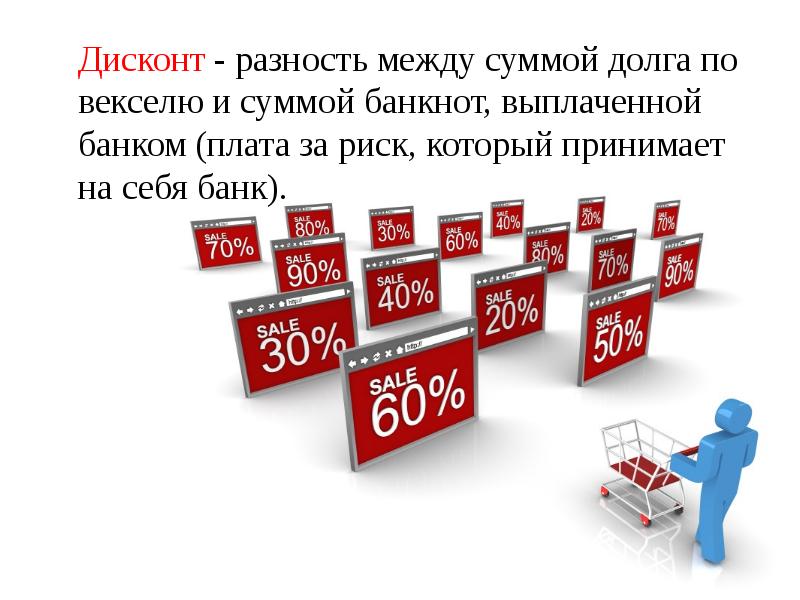 Дисконт - разность между суммой долга по
векселю и суммой банкнот, выплаченной
банком (плата за риск, который принимает
на себя банк).
SALE
70%
SALE
80%
SALE
30%
SALE
60%
SALE
40%
SALE
20%
SALE
70%
SALE
90%
SALE
40%
SALE
80%
SALE
70%
SALE
90%
http://
SALE
30%
SALE
20%
SALE
50%
http://
SALE
60%